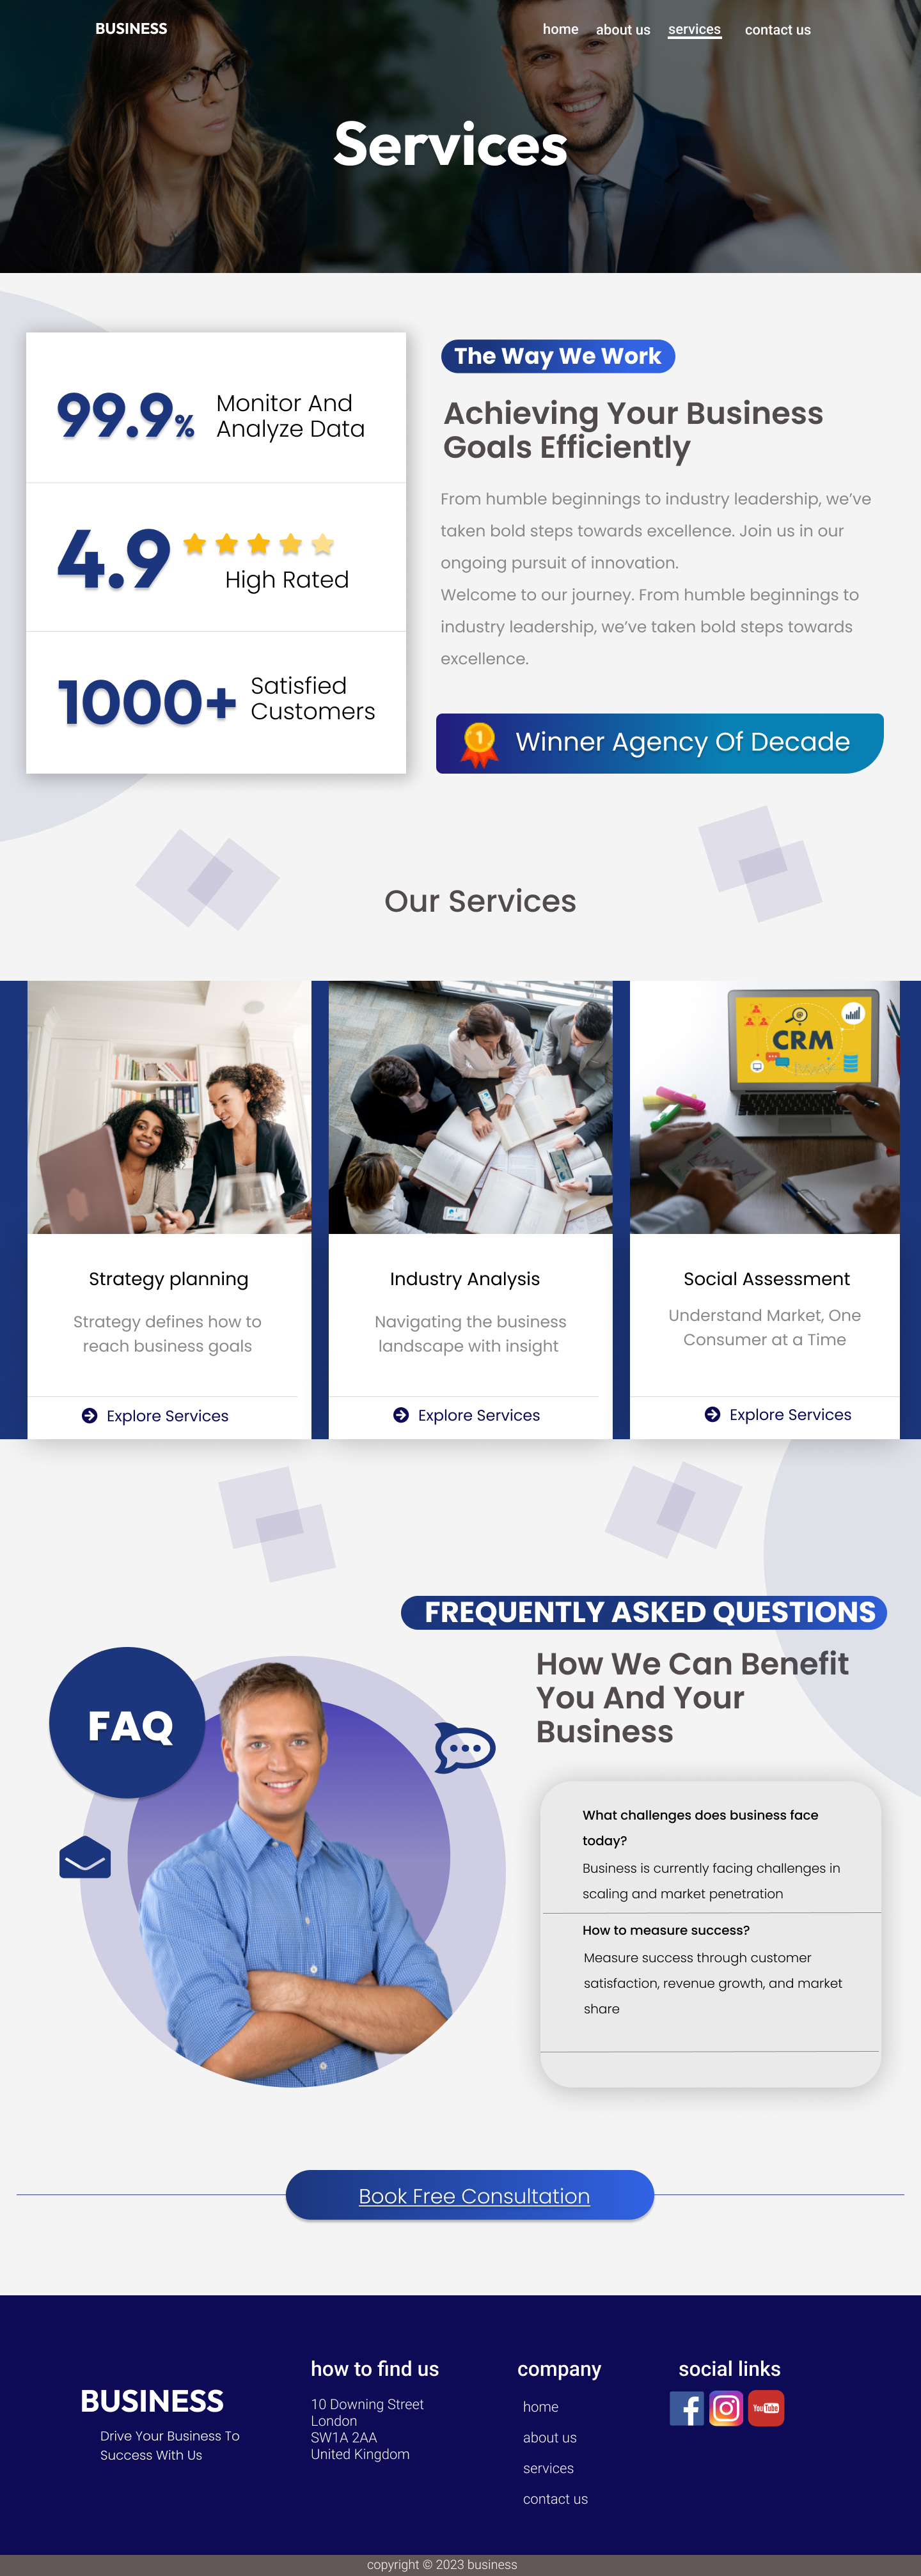 BUSINESS
home about us services contact us
Services
99.9% Monitor And
Analyze Data
4.9
High Rated
1000+ Satisfied
Customers
The Way We Work
Achieving Your Business
Goals Efficiently
From humble beginnings to industry leadership, we've
taken bold steps towards excellence. Join us in our
ongoing pursuit of innovation.
Welcome to our journey. From humble beginnings to
industry leadership, we've taken bold steps towards
excellence.
1
Winner Agency Of Decade
Our Services
CRM
Strategy planning
Strategy defines how to
reach business goals
Explore Services
Industry Analysis
Navigating the business
landscape with insight
Explore Services
Social Assessment
Understand Market, One
Consumer at a Time
Explore Services
FREQUENTLY ASKED QUESTIONS
How We Can Benefit
You And Your
Business
FAQ
What challenges does business face
today?
Business is currently facing challenges in
scaling and market penetration
How to measure success?
Measure success through customer
satisfaction, revenue growth, and market
share
Book Free Consultation
BUSINESS
Drive Your Business To
Success With Us
how to find us
10 Downing Street
London
SW1A 2AA
United Kingdom
company
home
about us
services
contact us
social links
You Tube
copyright © 2023 business